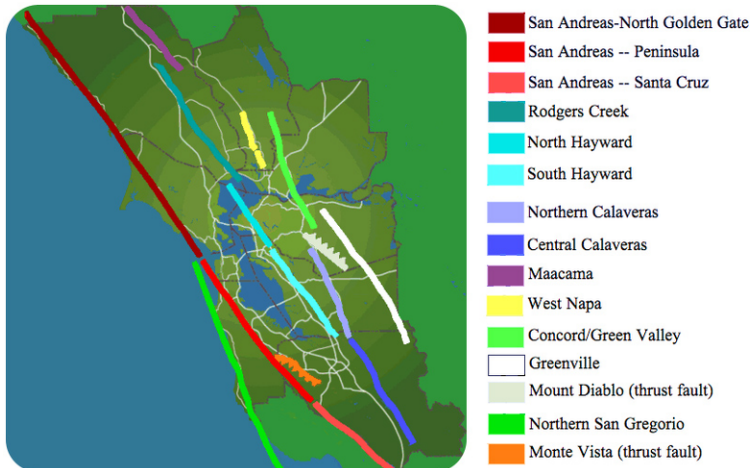 San Andreas-North Golden Gate
San Andreas -- Peninsula
San Andreas -- Santa Cruz
Rodgers Creek
North Hayward
South Hayward
Northern Calaveras
Central Calaveras
Maacama
West Napa
Concord/Green Valley
Greenville
Mount Diablo (thrust fault)
Northern San Gregorio
Monte Vista (thrust fault)